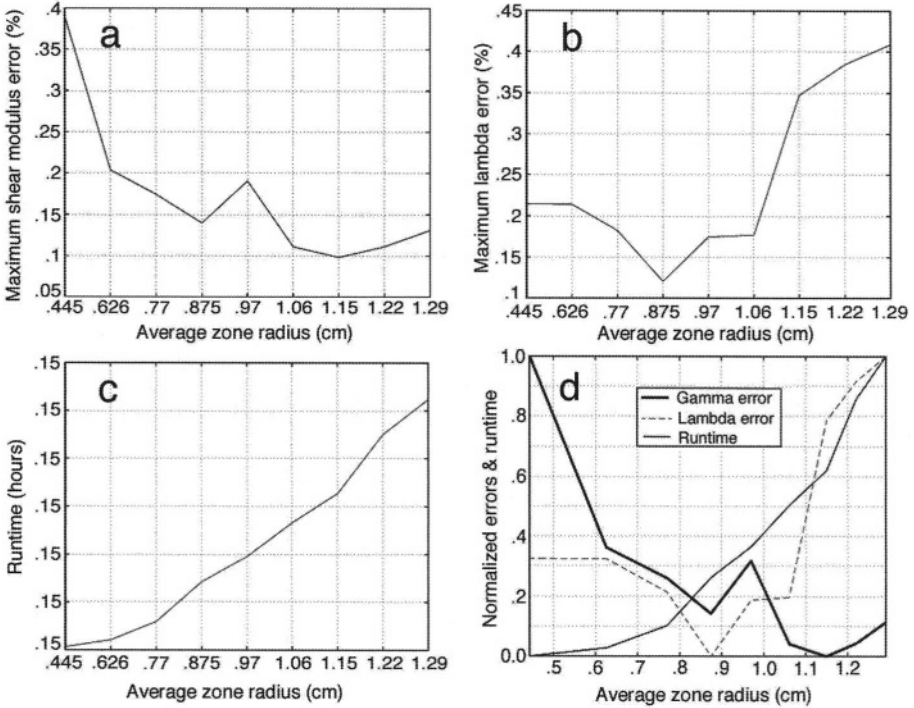 a
Maximum shear modulus error (%)
.4
.35
.3
.25
.2
.15
.1
.05
.445 .626 .77 .875 .97 1.06 1.15 1.22 1.29
Average zone radius (cm)
b
Maximum lambda error (%)
.45
.4
.35
.3
.25
.2
.15
.1
.445 .626 .77 .875 .97 1.06 1.15 1.22 1.29
Average zone radius (cm)
c
Runtime (hours)
.15
.15
.15
.15
.15
.15
.15
.445 .626 .77 .875 .97 1.06 1.15 1.22 1.29
Average zone radius (cm)
d
Normalized errors & runtime
1.0
.8
.6
.4
.2
0.0
Gamma error
Lambda error
Runtime
.5 .6 .7 .8 .9 1.0 1.1 1.2
Average zone radius (cm)